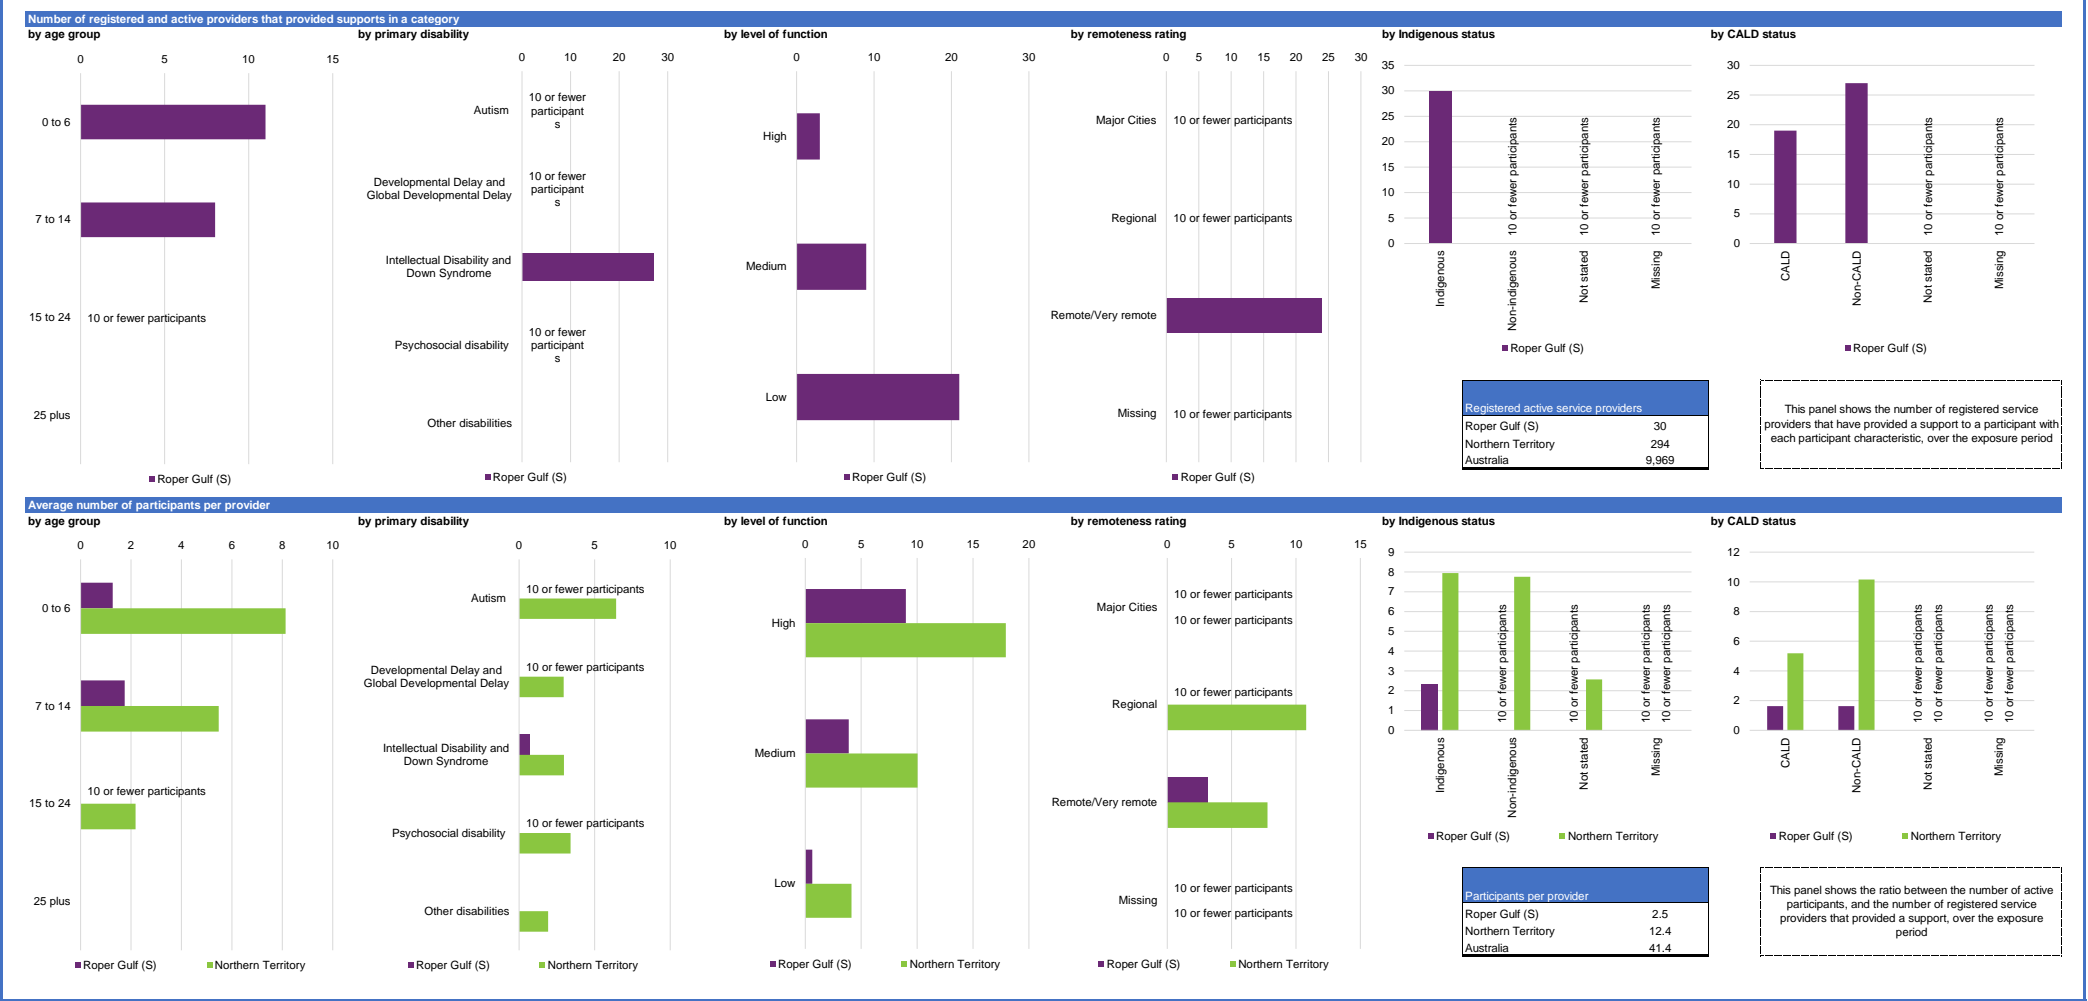 Number of registered and active providers that provided supports in a category
by age group
0 5 10 15
0 to 6
7 to 14
15 to 24
10 or fewer participants
25 plus
Roper Gulf (S)
by primary disability
0 10 20 30
Autism
10 or fewer
participant
s
Developmental Delay and
Global Developmental Delay
10 or fewer
participant
s
Intellectual Disability and
Down Syndrome
Psychosocial disability
10 or fewer
participant
s
Other disabilities
Roper Gulf (S)
by level of function
0 10 20 30
High
Medium
Low
Roper Gulf (S)
by remoteness rating
0 5 10 15 20 25 30
Major Cities
10 or fewer participants
Regional
10 or fewer participants
Remote/Very remote
Missing
10 or fewer participants
Roper Gulf (S)
by Indigenous status
35
30
25
20
15
10
5
0
10 or fewer participants
10 or fewer participants
10 or fewer participants
Indigenous
Non-indigenous
Not stated
Missing
Roper Gulf (S)
by CALD status
30
25
20
15
10
5
0
10 or fewer participants
10 or fewer participants
CALD
Non-CALD
Not stated
Missing
Roper Gulf (S)
Registered active service providers
Roper Gulf (S) 30
Northern Territory 294
Australia 9,969
This panel shows the number of registered service
providers that have provided a support to a participant with
each participant characteristic, over the exposure period
Average number of participants per provider
by age group
0 2 4 6 8 10
0 to 6
7 to 14
15 to 24
10 or fewer participants
25 plus
Roper Gulf (S) Northern Territory
by primary disability
0 5 10
Autism
10 or fewer participants
Developmental Delay and
Global Developmental Delay
10 or fewer participants
Intellectual Disability and
Down Syndrome
Psychosocial disability
10 or fewer participants
Other disabilities
Roper Gulf (S) Northern Territory
by level of function
0 5 10 15 20
High
Medium
Low
Roper Gulf (S) Northern Territory
by remoteness rating
0 5 10 15
Major Cities
10 or fewer participants
10 or fewer participants
Regional
10 or fewer participants
Remote/Very remote
Missing
10 or fewer participants
10 or fewer participants
Roper Gulf (S) Northern Territory
by Indigenous status
9
8
7
6
5
4
3
2
1
0
10 or fewer participants
10 or fewer participants
10 or fewer participants
10 or fewer participants
Indigenous
Non-indigenous
Not stated
Missing
Roper Gulf (S) Northern Territory
by CALD status
12
10
8
6
4
2
0
10 or fewer participants
10 or fewer participants
10 or fewer participants
10 or fewer participants
CALD
Non-CALD
Not stated
Missing
Roper Gulf (S) Northern Territory
Participants per provider
Roper Gulf (S) 2.5
Northern Territory 12.4
Australia 41.4
This panel shows the ratio between the number of active
participants, and the number of registered service
providers that provided a support, over the exposure
period